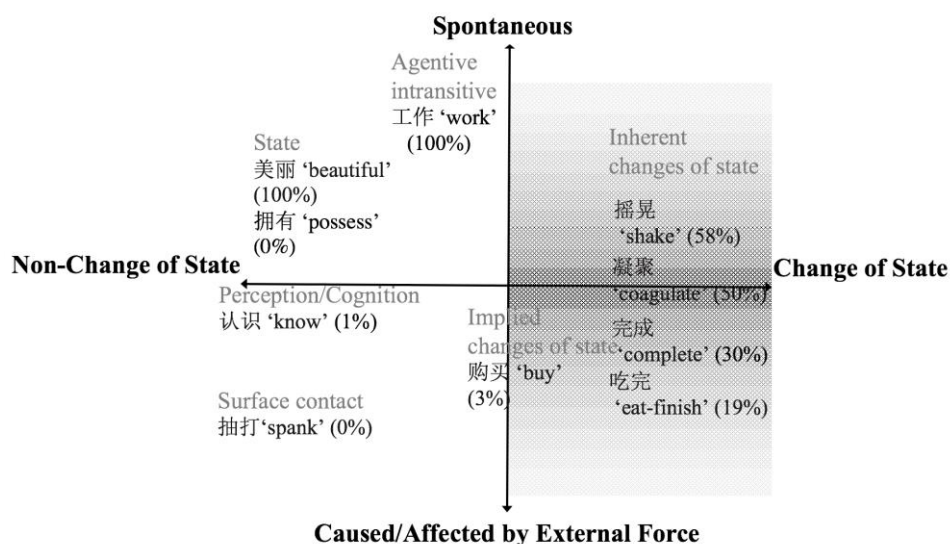 Spontaneous
Agentive
intransitive
工作 ‘work’
(100%)
State
美丽 ‘beautiful’
(100%)
拥有 ‘possess’
(0%)
Inherent
changes of state
摇晃
‘shake’ (58%)
凝聚
‘coagulate’ (50%)
Non-Change of State
Change of State
Perception/Cognition
认识 ‘know’ (1%)
Implied
changes of state
购买 ‘buy’
(3%)
完成
‘complete’ (30%)
吃完
‘eat-finish’ (19%)
Surface contact
抽打‘spank’ (0%)
Caused/Affected by External Force